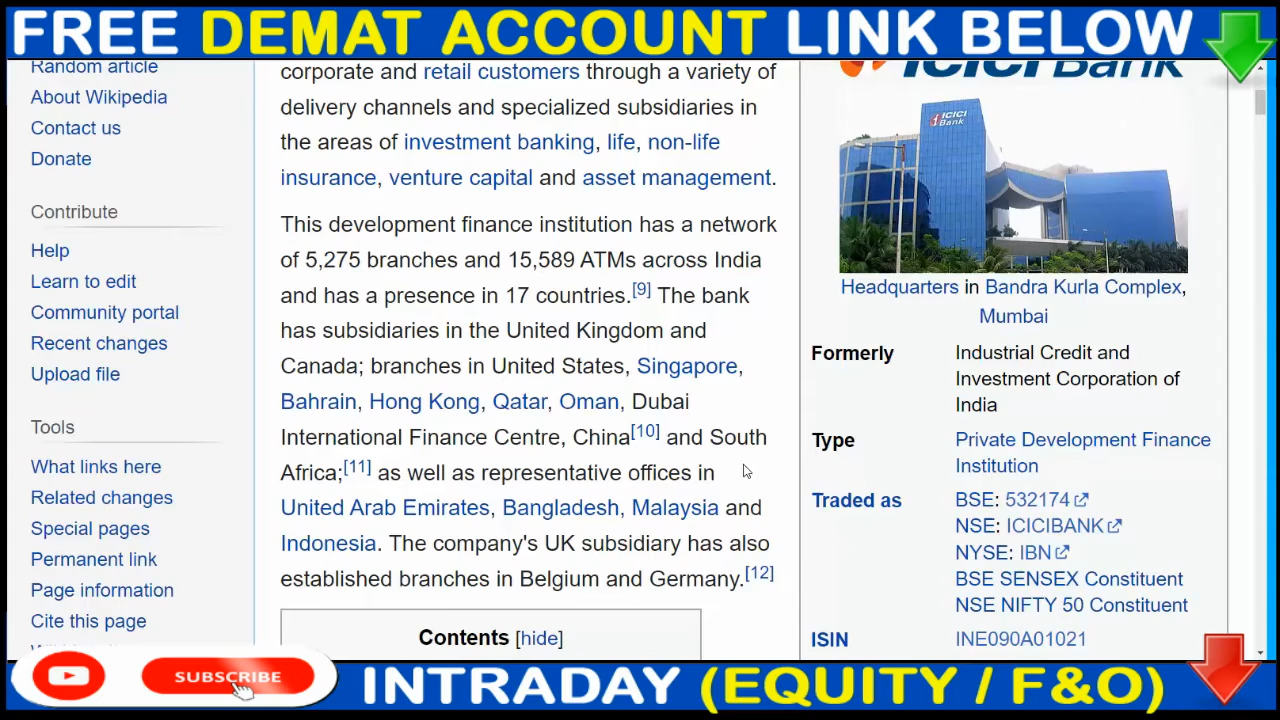 FREE DEMAT ACCOUNT LINK BELOW
Random article
About Wikipedia
Contact us
Donate
Contribute
Help
Learn to edit
Community portal
Recent changes
Upload file
Tools
What links here
Related changes
Special pages
Permanent link
Page information
Cite this page
corporate and retail customers through a variety of
delivery channels and specialized subsidiaries in
the areas of investment banking, life, non-life
insurance, venture capital and asset management.
This development finance institution has a network
of 5,275 branches and 15,589 ATMs across India
and has a presence in 17 countries.[9] The bank
has subsidiaries in the United Kingdom and
Canada; branches in United States, Singapore,
Bahrain, Hong Kong, Qatar, Oman, Dubai
International Finance Centre, China[10] and South
Africa;[11] as well as representative offices in
United Arab Emirates, Bangladesh, Malaysia and
Indonesia. The company's UK subsidiary has also
established branches in Belgium and Germany.[12]
Contents [hide]
ICICI Bank
ICICI
Bank
Headquarters in Bandra Kurla Complex,
Mumbai
Formerly Industrial Credit and
Investment Corporation of
India
Type Private Development Finance
Institution
Traded as BSE: 532174
NSE: ICICIBANK
NYSE: IBN
BSE SENSEX Constituent
NSE NIFTY 50 Constituent
ISIN INE090A01021
SUBSCRIBE
INTRADAY (EQUITY / F&O)